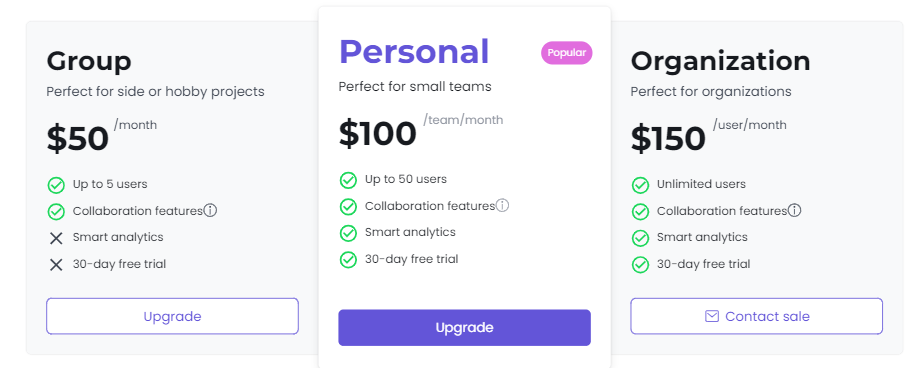 Group
Perfect for side or hobby projects
$50 /month
Up to 5 users
Collaboration features
Smart analytics
30-day free trial
Upgrade
Personal
Popular
Perfect for small teams
$100 /team/month
Up to 50 users
Collaboration features
Smart analytics
30-day free trial
Upgrade
Organization
Perfect for organizations
$150 /user/month
Unlimited users
Collaboration features
Smart analytics
30-day free trial
Contact sale